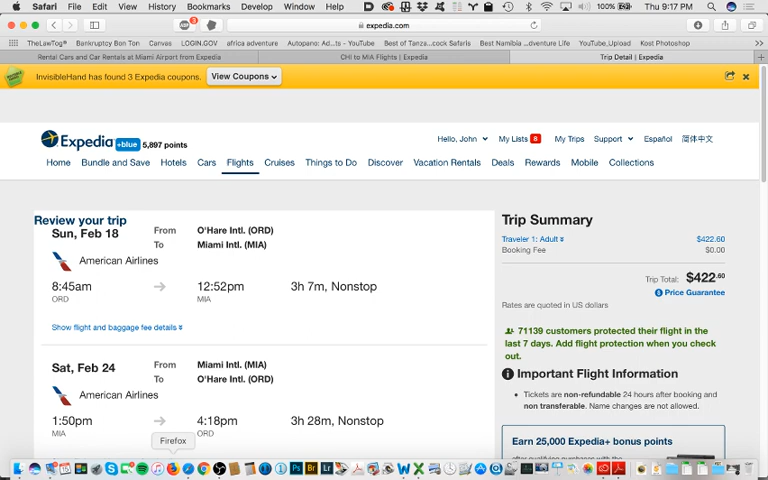 Safari File Edit View History Bookmarks Develop Window Help 100% Thu 9:17 PM
expedia.com
TheLawTog® Bankruptcy Bon Ton Canvas LOGIN.GOV africa adventure Autopano: Ad...ts - YouTube Best of Tanza...cock Safaris Best Namibia ...dventure Life YouTube_Upload Kost Photoshop
Rental Cars and Car Rentals at Miami Airport from Expedia CHI to MIA Flights | Expedia Trip Detail | Expedia
InvisibleHand has found 3 Expedia coupons. View Coupons
Expedia +blue 5,897 points
Hello, John My Lists 8 My Trips Support Español 简体中文
Home Bundle and Save Hotels Cars Flights Cruises Things to Do Discover Vacation Rentals Deals Rewards Mobile Collections
Review your trip
Sun, Feb 18 From O'Hare Intl. (ORD)
To Miami Intl. (MIA)
American Airlines
8:45am 12:52pm 3h 7m, Nonstop
ORD MIA
Show flight and baggage fee details
Sat, Feb 24 From Miami Intl. (MIA)
To O'Hare Intl. (ORD)
American Airlines
1:50pm 4:18pm 3h 28m, Nonstop
MIA ORD
Trip Summary
Traveler 1: Adult $422.60
Booking Fee $0.00
Trip Total: $422.60
Price Guarantee
Rates are quoted in US dollars
71139 customers protected their flight in the
last 7 days. Add flight protection when you check
out.
Important Flight Information
• Tickets are non-refundable 24 hours after booking and
non transferable. Name changes are not allowed.
Earn 25,000 Expedia+ bonus points
Firefox